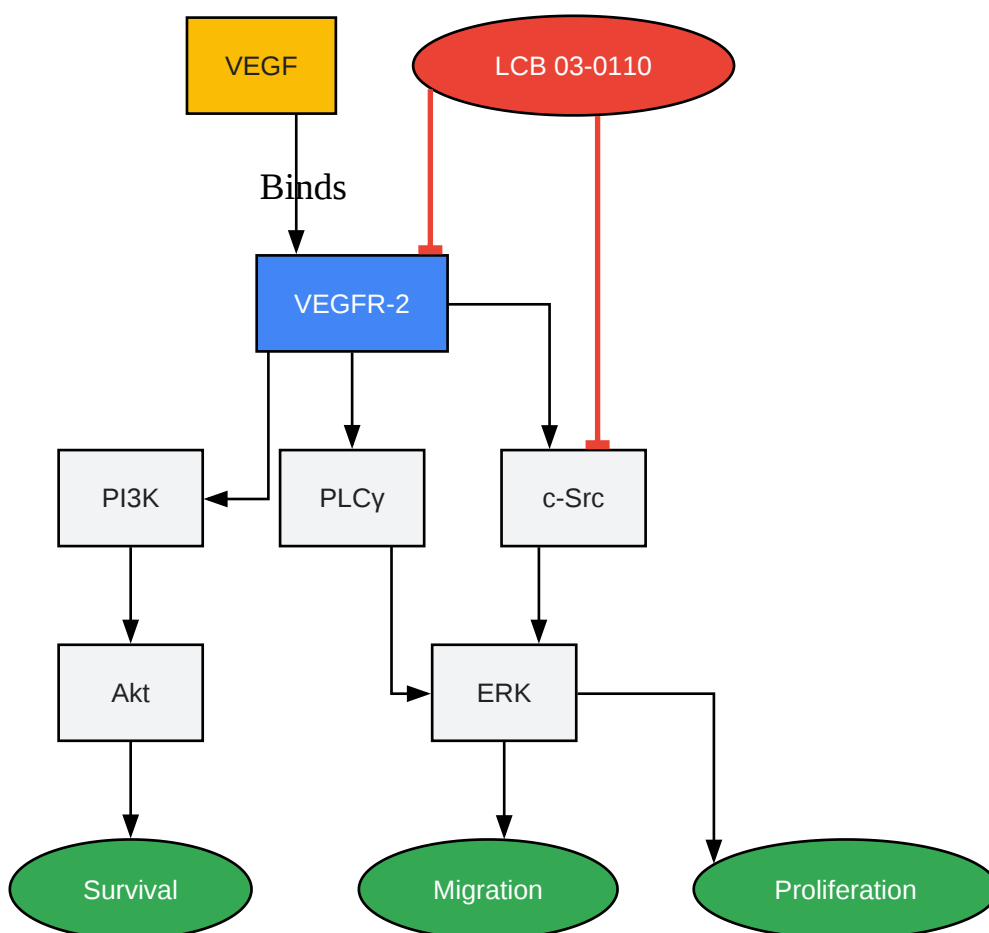 VEGF
LCB 03-0110
Binds
VEGFR-2
PI3K
PLCγ
c-Src
Akt
ERK
Survival
Migration
Proliferation